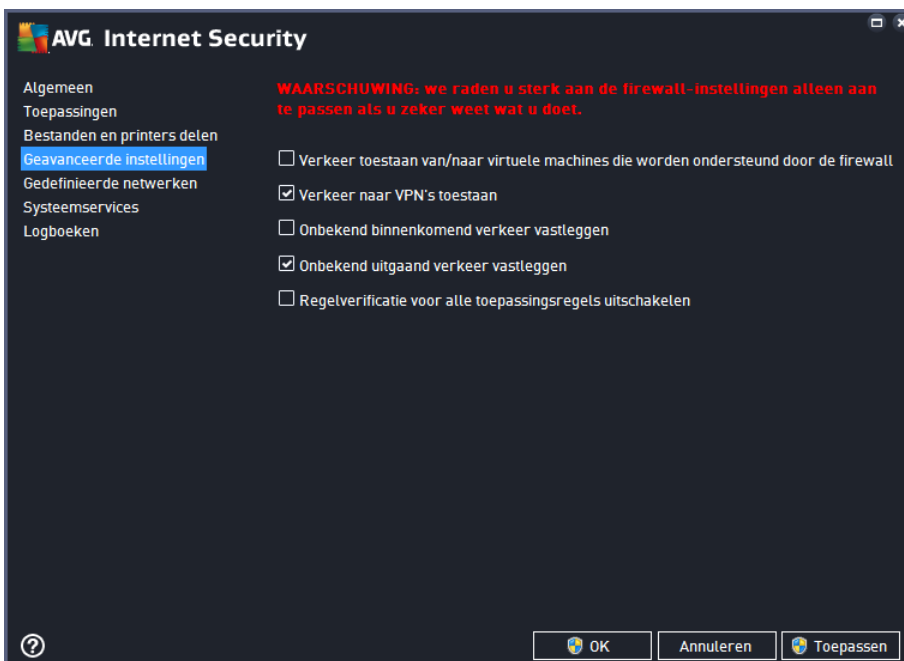 AVG. Internet Security
Algemeen
Toepassingen
Bestanden en printers delen
Geavanceerde instellingen
Gedefinieerde netwerken
Systeemservices
Logboeken
WAARSCHUWING: we raden u sterk aan de firewall-instellingen alleen aan
te passen als u zeker weet wat u doet.
Verkeer toestaan van/naar virtuele machines die worden ondersteund door de firewall
Verkeer naar VPN's toestaan
Onbekend binnenkomend verkeer vastleggen
Onbekend uitgaand verkeer vastleggen
Regelverificatie voor alle toepassingsregels uitschakelen
?
OK
Annuleren
Toepassen